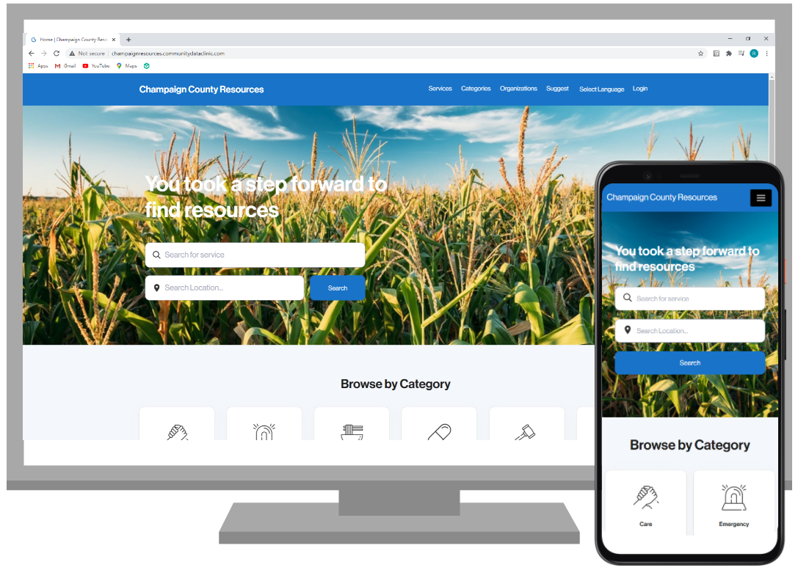 Home | Champaign County Reso
Not secure | champaignresources.communitydataclinic.com
Apps Gmail YouTube Maps
Champaign County Resources
Services Categories Organizations Suggest Select Language Login
You took a step forward to
find resources
Search for service
Search Location...
Search
Browse by Category
Champaign County Resources
You took a step forward to
find resources
Search for service
Search Location...
Search
Browse by Category
Care Emergency